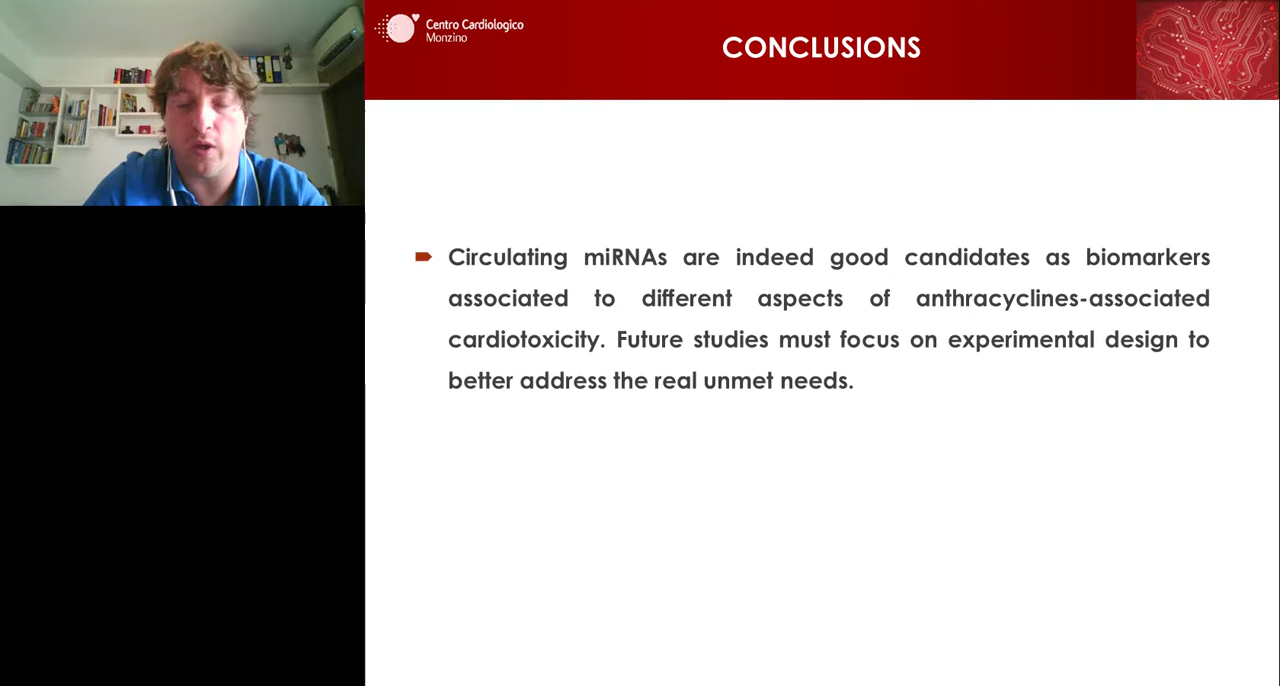 Centro Cardiologico
Monzino
CONCLUSIONS
Circulating miRNAs are indeed good candidates as biomarkers
associated to different aspects of anthracyclines-associated
cardiotoxicity. Future studies must focus on experimental design to
better address the real unmet needs.